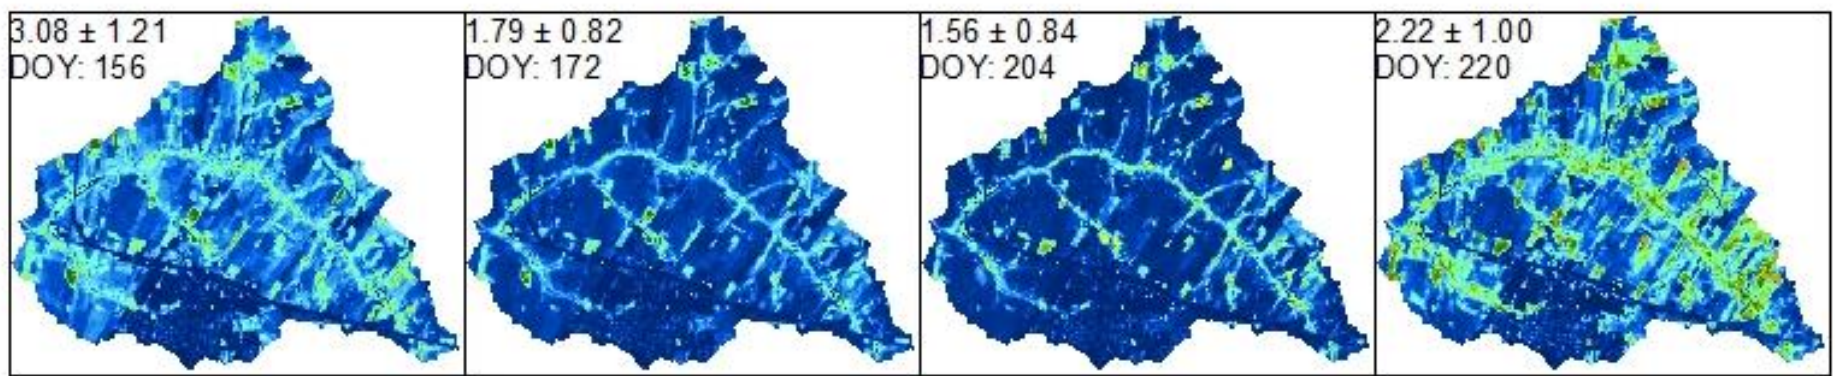 3.08 ± 1.21
DOY: 156
1.79 ± 0.82
DOY: 172
1.56 ± 0.84
DOY: 204
2.22 ± 1.00
DOY: 220